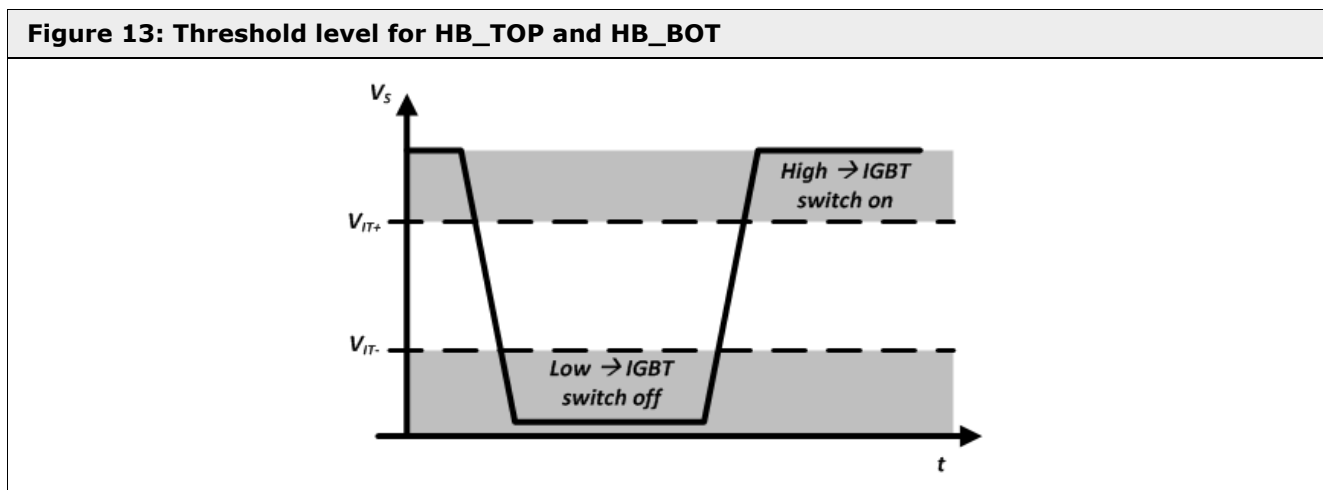 Figure 13: Threshold level for HB_TOP and HB_BOT
VS
High → IGBT
switch on
VIT+
VIT-
Low → IGBT
switch off
t